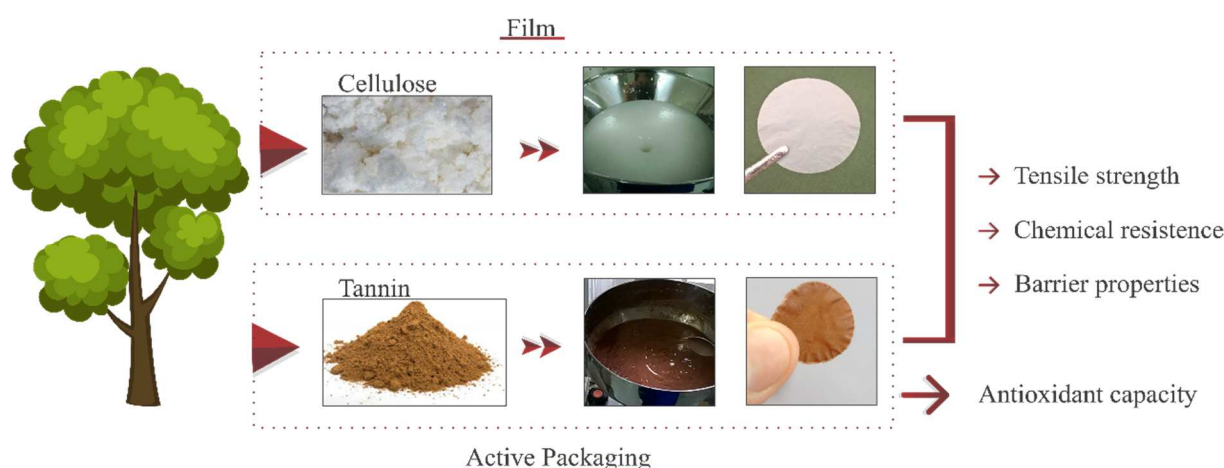 Film
Cellulose
Tensile strength
Chemical resistence
Barrier properties
Tannin
Antioxidant capacity
Active Packaging